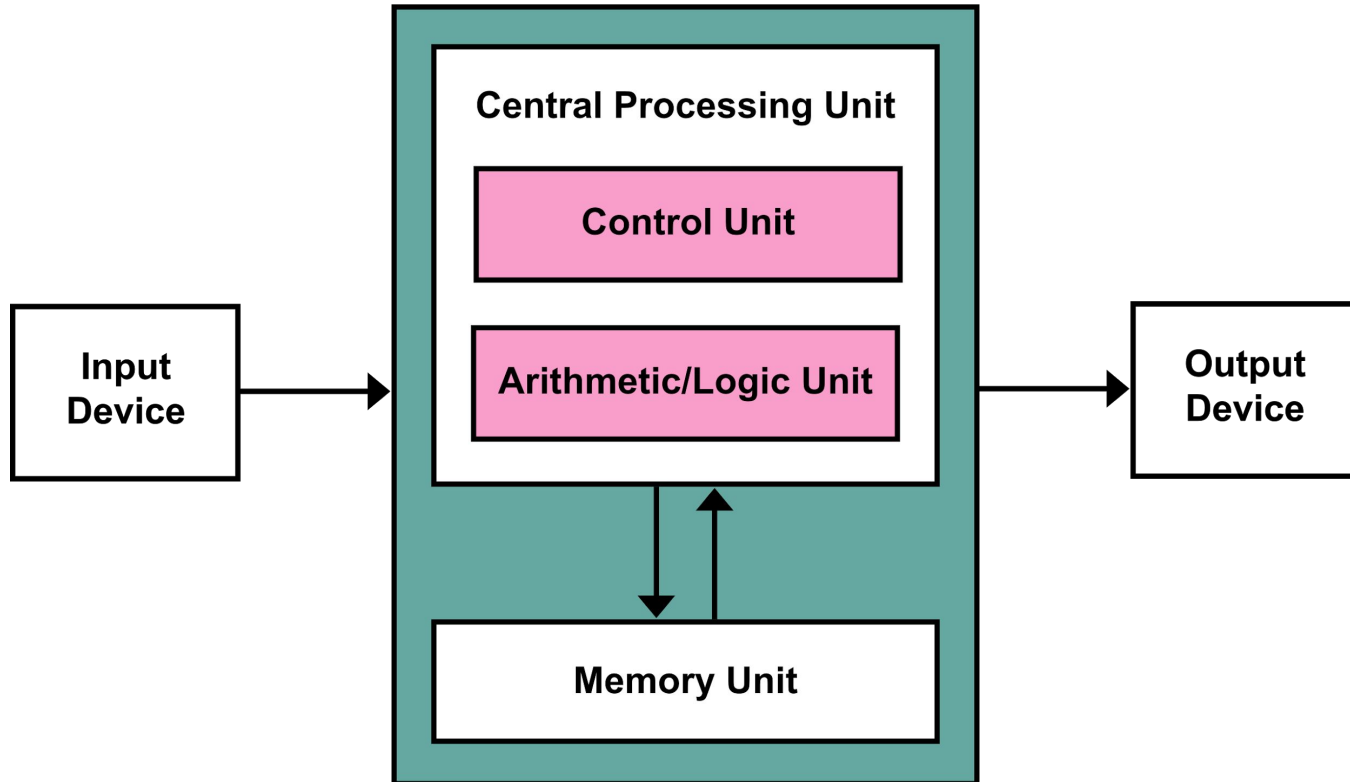 Central Processing Unit
Control Unit
Arithmetic/Logic Unit
Input
Device
Output
Device
Memory Unit